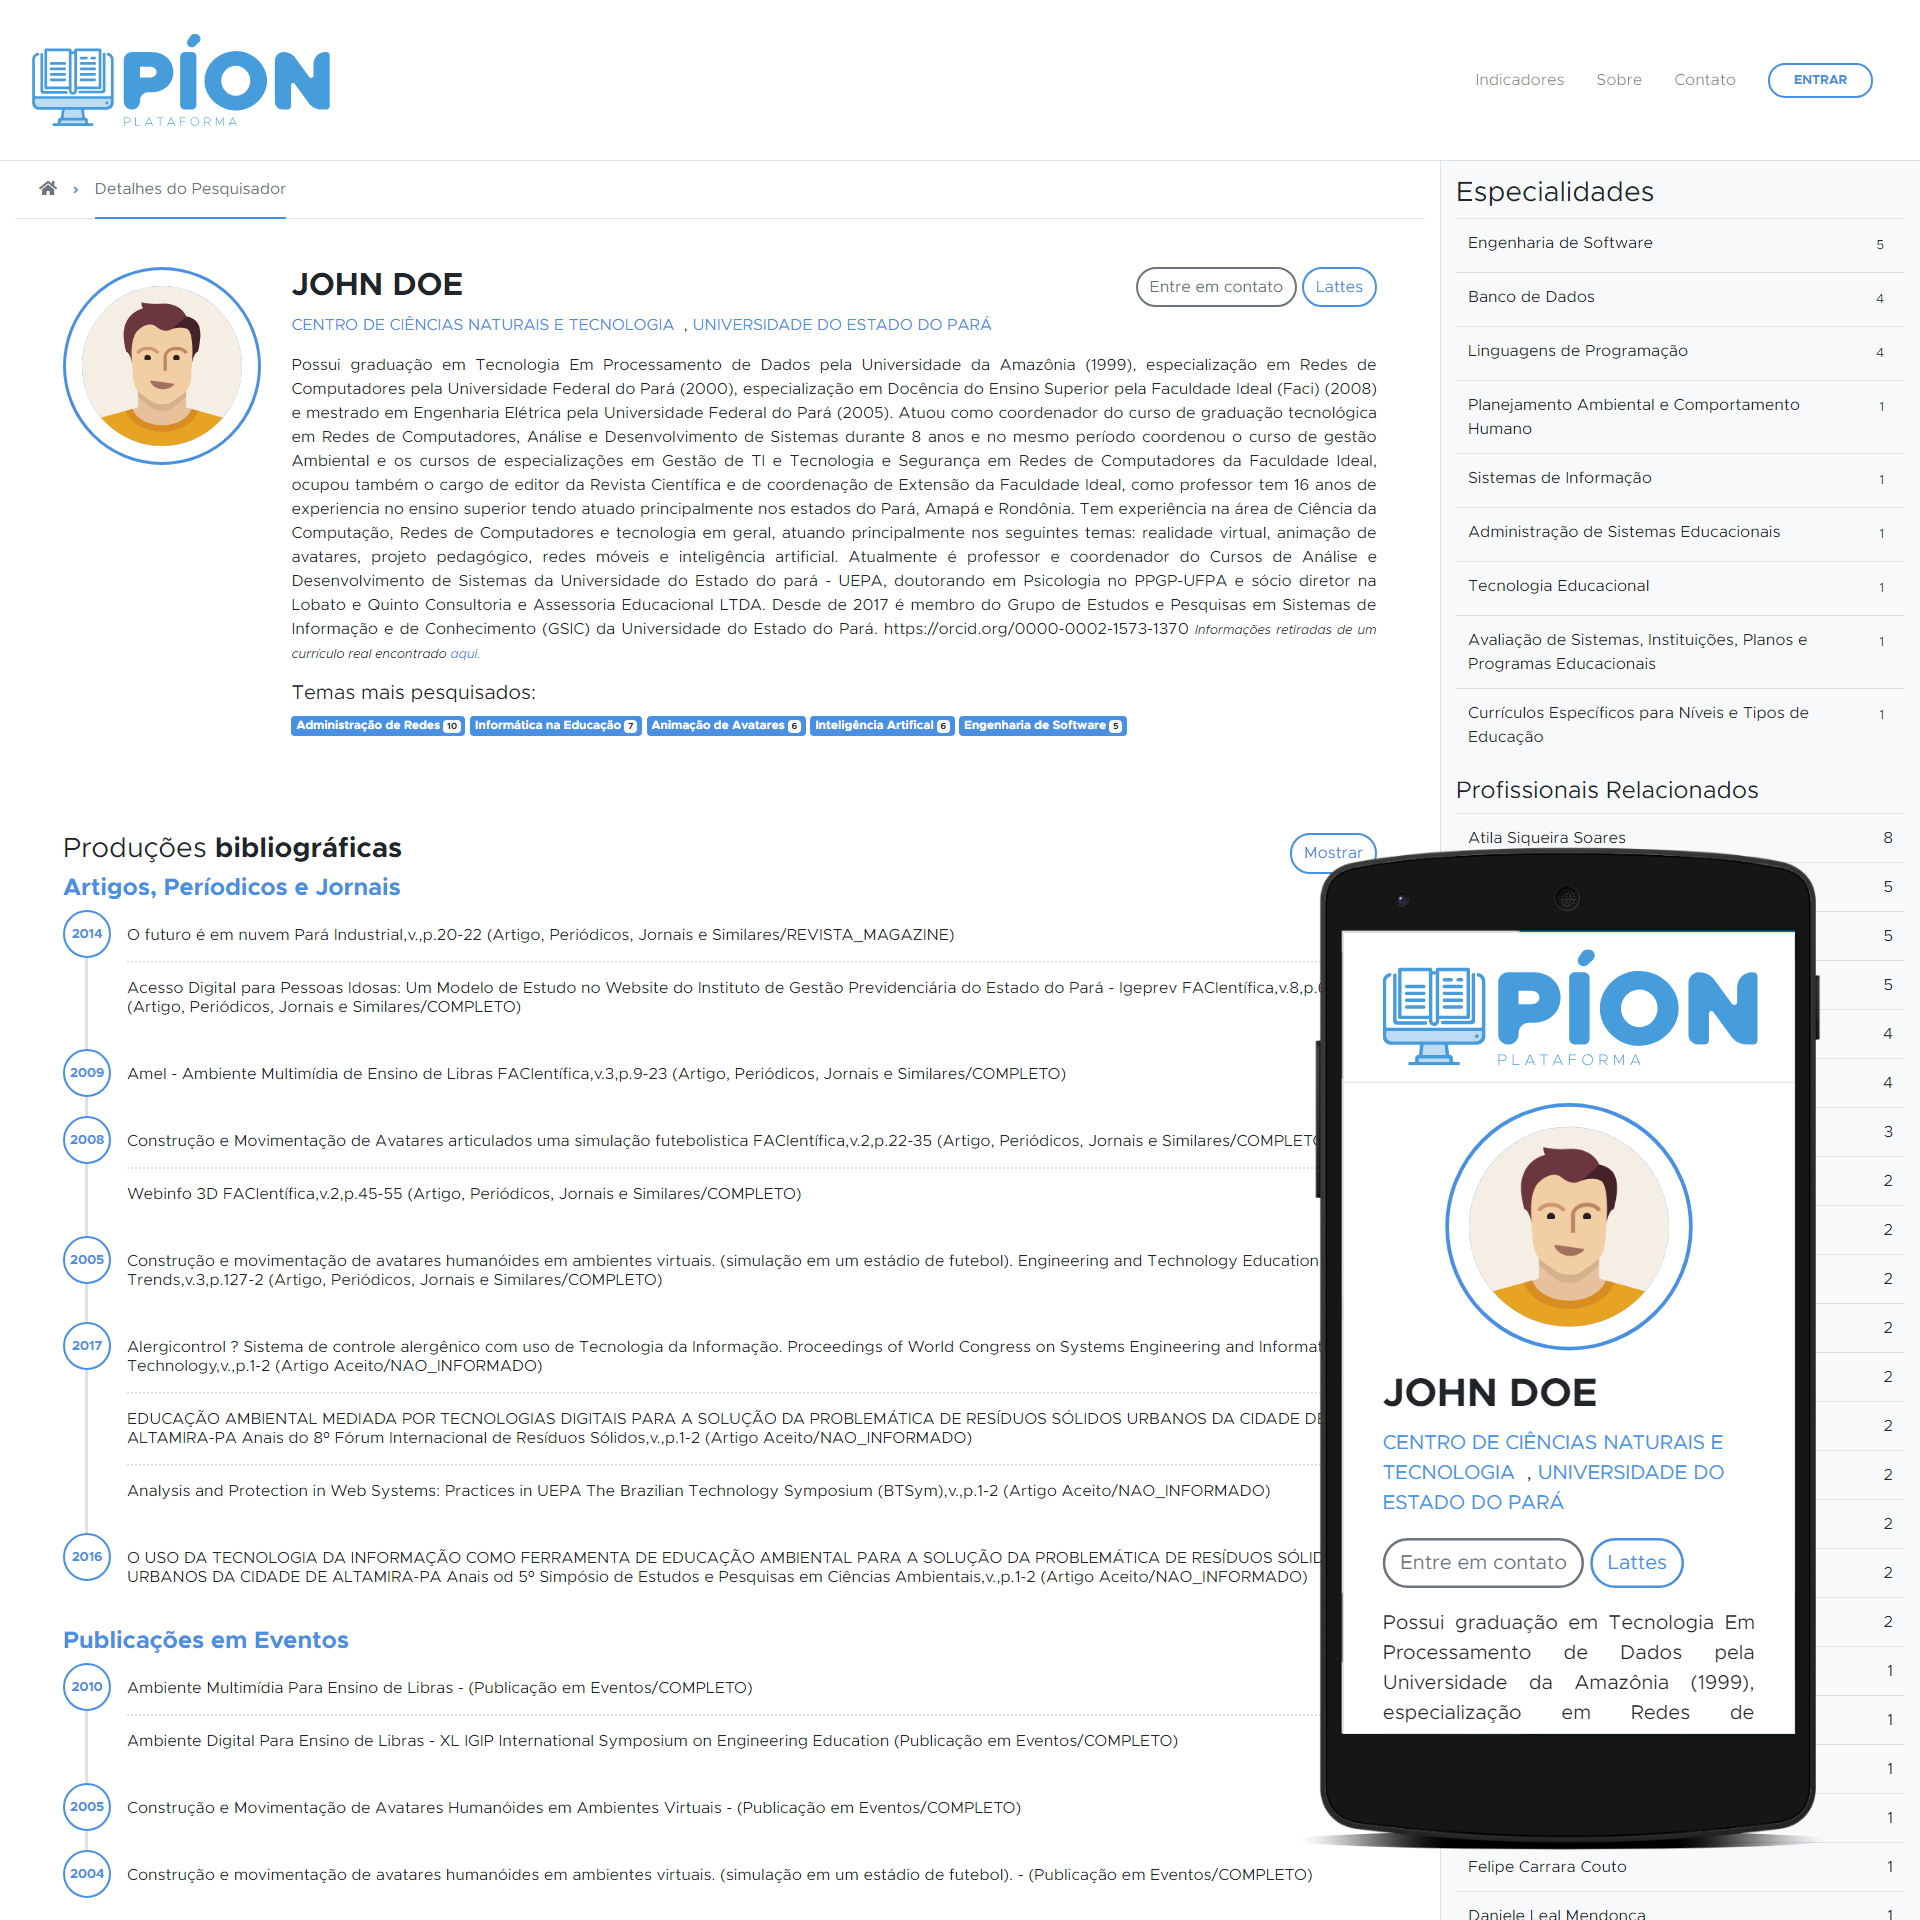 PÍON
PLATAFORMA
Indicadores
Sobre
Contato
ENTRAR
Detalhes do Pesquisador
JOHN DOE
Entre em contato
Lattes
CENTRO DE CIÊNCIAS NATURAIS E TECNOLOGIA , UNIVERSIDADE DO ESTADO DO PARÁ
Possui graduação em Tecnologia Em Processamento de Dados pela Universidade da Amazônia (1999), especialização em Redes de
Computadores pela Universidade Federal do Pará (2000), especialização em Docência do Ensino Superior pela Faculdade Ideal (Faci) (2008)
e mestrado em Engenharia Elétrica pela Universidade Federal do Pará (2005). Atuou como coordenador do curso de graduação tecnológica
em Redes de Computadores, Análise e Desenvolvimento de Sistemas durante 8 anos e no mesmo período coordenou o curso de gestão
Ambiental e os cursos de especializações em Gestão de TI e Tecnologia e Segurança em Redes de Computadores da Faculdade Ideal,
ocupou também o cargo de editor da Revista Científica e de coordenação de Extensão da Faculdade Ideal, como professor tem 16 anos de
experiencia no ensino superior tendo atuado principalmente nos estados do Pará, Amapá e Rondônia. Tem experiência na área de Ciência da
Computação, Redes de Computadores e tecnologia em geral, atuando principalmente nos seguintes temas: realidade virtual, animação de
avatares, projeto pedagógico, redes móveis e inteligência artificial. Atualmente é professor e coordenador do Cursos de Análise e
Desenvolvimento de Sistemas da Universidade do Estado do pará - UEPA, doutorando em Psicologia no PPGP-UFPA e sócio diretor na
Lobato e Quinto Consultoria e Assessoria Educacional LTDA. Desde de 2017 é membro do Grupo de Estudos e Pesquisas em Sistemas de
Informação e de Conhecimento (GSIC) da Universidade do Estado do Pará. https://orcid.org/0000-0002-1573-1370 Informações retiradas de um
currículo real encontrado aqui.
Temas mais pesquisados:
Administração de Redes 10 Informática na Educação 7 Animação de Avatares 6 Inteligência Artifical 6 Engenharia de Software 5
Produções bibliográficas
Mostrar
Artigos, Períodicos e Jornais
2014
O futuro é em nuvem Pará Industrial,v.,p.20-22 (Artigo, Periódicos, Jornais e Similares/REVISTA_MAGAZINE)
Acesso Digital para Pessoas Idosas: Um Modelo de Estudo no Website do Instituto de Gestão Previdenciária do Estado do Pará - Igeprev FACIentífica,v.8,p.
(Artigo, Periódicos, Jornais e Similares/COMPLETO)
2009
Amel - Ambiente Multimídia de Ensino de Libras FACIentífica,v.3,p.9-23 (Artigo, Periódicos, Jornais e Similares/COMPLETO)
2008
Construção e Movimentação de Avatares articulados uma simulação futebolistica FACIentífica,v.2,p.22-35 (Artigo, Periódicos, Jornais e Similares/COMPLETO
Webinfo 3D FACIentífica,v.2,p.45-55 (Artigo, Periódicos, Jornais e Similares/COMPLETO)
2005
Construção e movimentação de avatares humanóides em ambientes virtuais. (simulação em um estádio de futebol). Engineering and Technology Education
Trends,v.3,p.127-2 (Artigo, Periódicos, Jornais e Similares/COMPLETO)
2017
Alergicontrol ? Sistema de controle alergênico com uso de Tecnologia da Informação. Proceedings of World Congress on Systems Engineering and Informat
Technology,v.,p.1-2 (Artigo Aceito/NAO_INFORMADO)
EDUCAÇÃO AMBIENTAL MEDIADA POR TECNOLOGIAS DIGITAIS PARA A SOLUÇÃO DA PROBLEMÁTICA DE RESÍDUOS SÓLIDOS URBANOS DA CIDADE DE
ALTAMIRA-PA Anais do 8º Fórum Internacional de Resíduos Sólidos,v.,p.1-2 (Artigo Aceito/NAO_INFORMADO)
Analysis and Protection in Web Systems: Practices in UEPA The Brazilian Technology Symposium (BTSym),v.,p.1-2 (Artigo Aceito/NAO_INFORMADO)
2016
O USO DA TECNOLOGIA DA INFORMAÇÃO COMO FERRAMENTA DE EDUCAÇÃO AMBIENTAL PARA A SOLUÇÃO DA PROBLEMÁTICA DE RESÍDUOS SÓLID
URBANOS DA CIDADE DE ALTAMIRA-PA Anais od 5º Simpósio de Estudos e Pesquisas em Ciências Ambientais,v.,p.1-2 (Artigo Aceito/NAO_INFORMADO)
Publicações em Eventos
2010
Ambiente Multimídia Para Ensino de Libras - (Publicação em Eventos/COMPLETO)
Ambiente Digital Para Ensino de Libras - XL IGIP International Symposium on Engineering Education (Publicação em Eventos/COMPLETO)
2005
Construção e Movimentação de Avatares Humanóides em Ambientes Virtuais - (Publicação em Eventos/COMPLETO)
2004
Construção e movimentação de avatares humanóides em ambientes virtuais. (simulação em um estádio de futebol). - (Publicação em Eventos/COMPLETO)
Especialidades
Engenharia de Software 5
Banco de Dados 4
Linguagens de Programação 4
Planejamento Ambiental e Comportamento 1
Humano
Sistemas de Informação 1
Administração de Sistemas Educacionais 1
Tecnologia Educacional 1
Avaliação de Sistemas, Instituições, Planos e 1
Programas Educacionais
Currículos Específicos para Níveis e Tipos de 1
Educação
Profissionais Relacionados
Atila Siqueira Soares 8
5
5
5
4
4
3
2
2
2
2
2
2
2
2
2
2
1
1
1
1
Felipe Carrara Couto 1
Daniele Leal Mendonca 1
PÍON
PLATAFORMA
JOHN DOE
CENTRO DE CIÊNCIAS NATURAIS E
TECNOLOGIA , UNIVERSIDADE DO
ESTADO DO PARÁ
Entre em contato
Lattes
Possui graduação em Tecnologia Em
Processamento de Dados pela
Universidade da Amazônia (1999),
especialização em Redes de